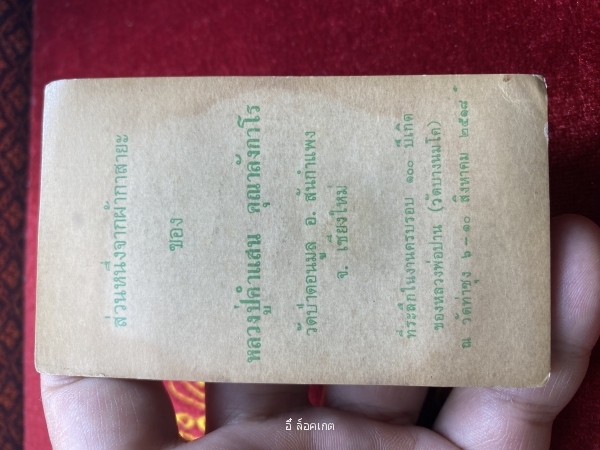 ส่วนหนึ่งจากผ้ากาสายะ
ของ
หลวงปู่คำแสน คุณาลังกาโร
วัดป่าดอนมูล อ. สันกำแพง
จ. เชียงใหม่
ที่ระลึกในงานครบรอบ ๑๐๐ ปีเกิด
ของหลวงพ่อปาน (วัดบางนมโค)
ณ วัดท่าซุง ๖ – ๑๐ สิงหาคม ๒๕๑๘
อี๋ ล็อคเกต